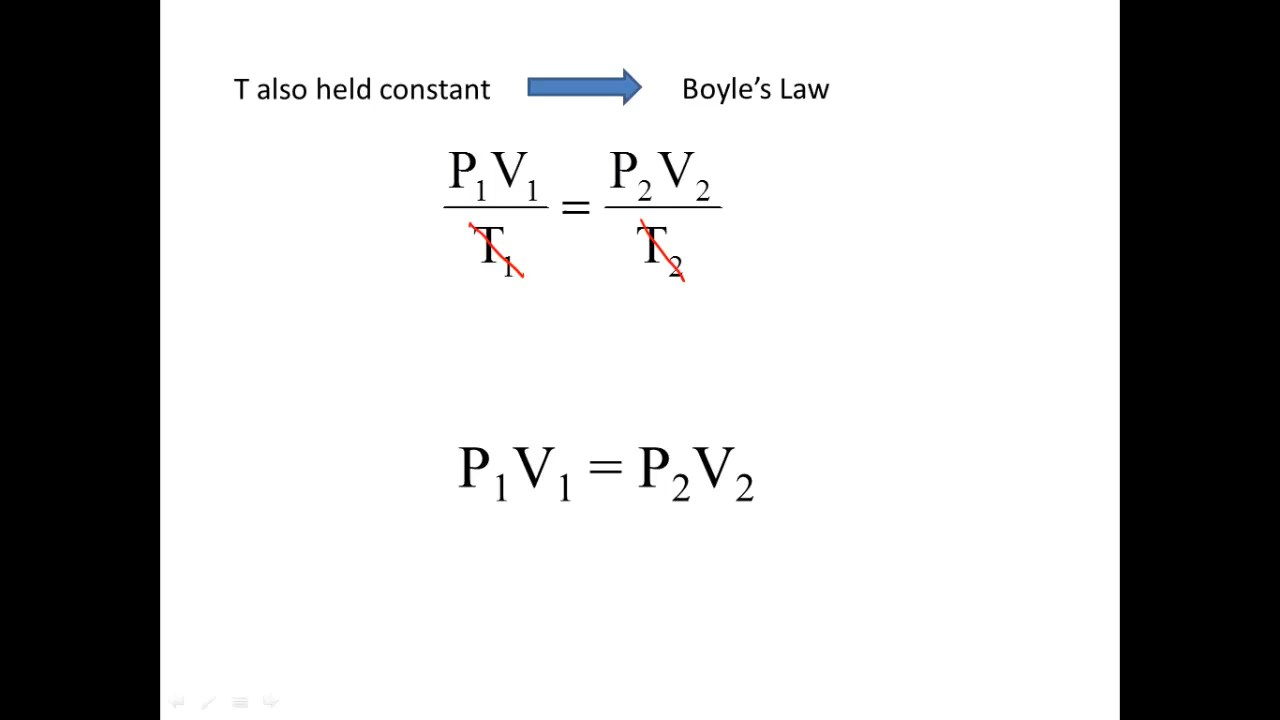 T also held constant Boyle’s Law
P₁V₁ / T₁ = P₂V₂ / T₂
P₁V₁ = P₂V₂